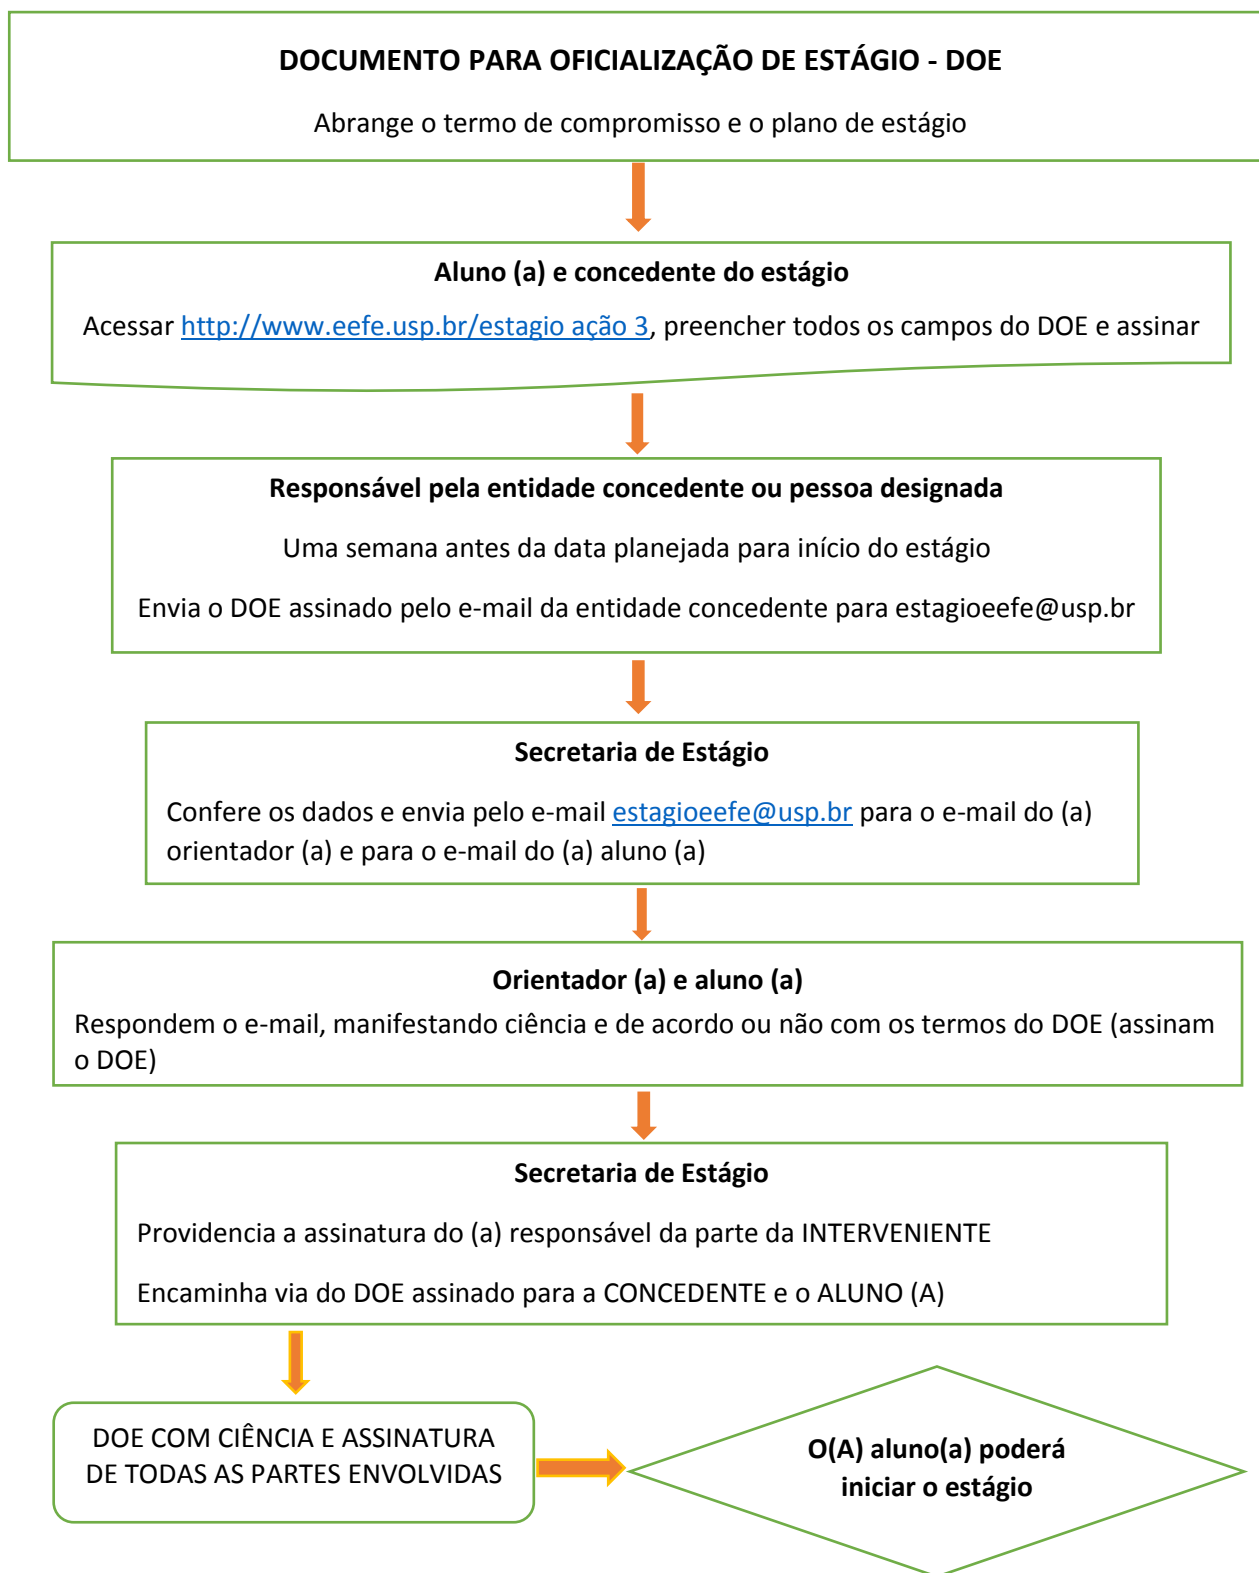 DOCUMENTO PARA OFICIALIZAÇÃO DE ESTÁGIO - DOE
Abrange o termo de compromisso e o plano de estágio
Aluno (a) e concedente do estágio
Acessar http://www.eefe.usp.br/estagio ação 3, preencher todos os campos do DOE e assinar
Responsável pela entidade concedente ou pessoa designada
Uma semana antes da data planejada para início do estágio
Envia o DOE assinado pelo e-mail da entidade concedente para estagioeefe@usp.br
Secretaria de Estágio
Confere os dados e envia pelo e-mail estagioeefe@usp.br para o e-mail do (a)
orientador (a) e para o e-mail do (a) aluno (a)
Orientador (a) e aluno (a)
Respondem o e-mail, manifestando ciência e de acordo ou não com os termos do DOE (assinam
o DOE)
Secretaria de Estágio
Providencia a assinatura do (a) responsável da parte da INTERVENIENTE
Encaminha via do DOE assinado para a CONCEDENTE e o ALUNO (A)
DOE COM CIÊNCIA E ASSINATURA
DE TODAS AS PARTES ENVOLVIDAS
O(A) aluno(a) poderá
iniciar o estágio